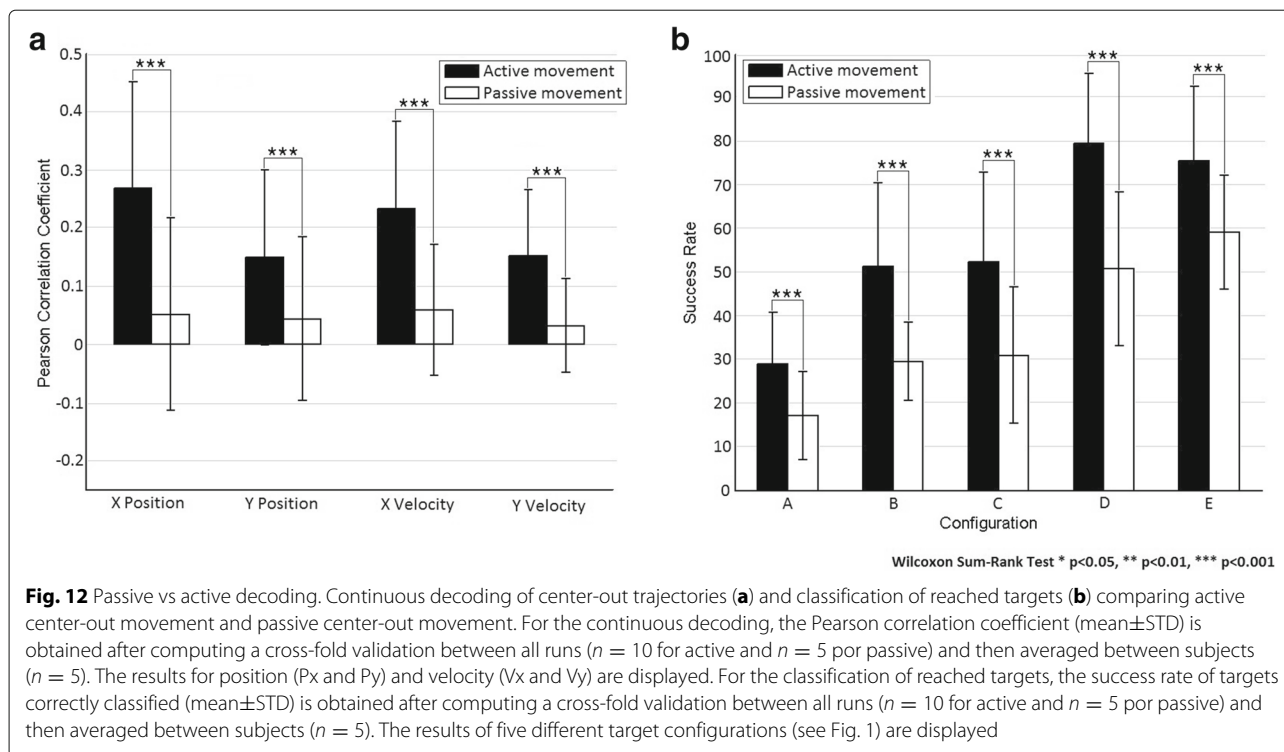 a
0.5
0.4
0.3
0.2
0.1
0
-0.1
-0.2
Pearson Correlation Coefficient
Active movement
Passive movement
***
***
***
***
X Position
Y Position
X Velocity
Y Velocity
b
100
90
80
70
60
50
40
30
20
10
0
Success Rate
Active movement
Passive movement
***
***
***
***
***
A
B
C
D
E
Configuration
Wilcoxon Sum-Rank Test * p<0.05, ** p<0.01, *** p<0.001
Fig. 12 Passive vs active decoding. Continuous decoding of center-out trajectories (a) and classification of reached targets (b) comparing active
center-out movement and passive center-out movement. For the continuous decoding, the Pearson correlation coefficient (mean±STD) is
obtained after computing a cross-fold validation between all runs (n = 10 for active and n = 5 por passive) and then averaged between subjects
(n = 5). The results for position (Px and Py) and velocity (Vx and Vy) are displayed. For the classification of reached targets, the success rate of targets
correctly classified (mean±STD) is obtained after computing a cross-fold validation between all runs (n = 10 for active and n = 5 por passive) and
then averaged between subjects (n = 5). The results of five different target configurations (see Fig. 1) are displayed